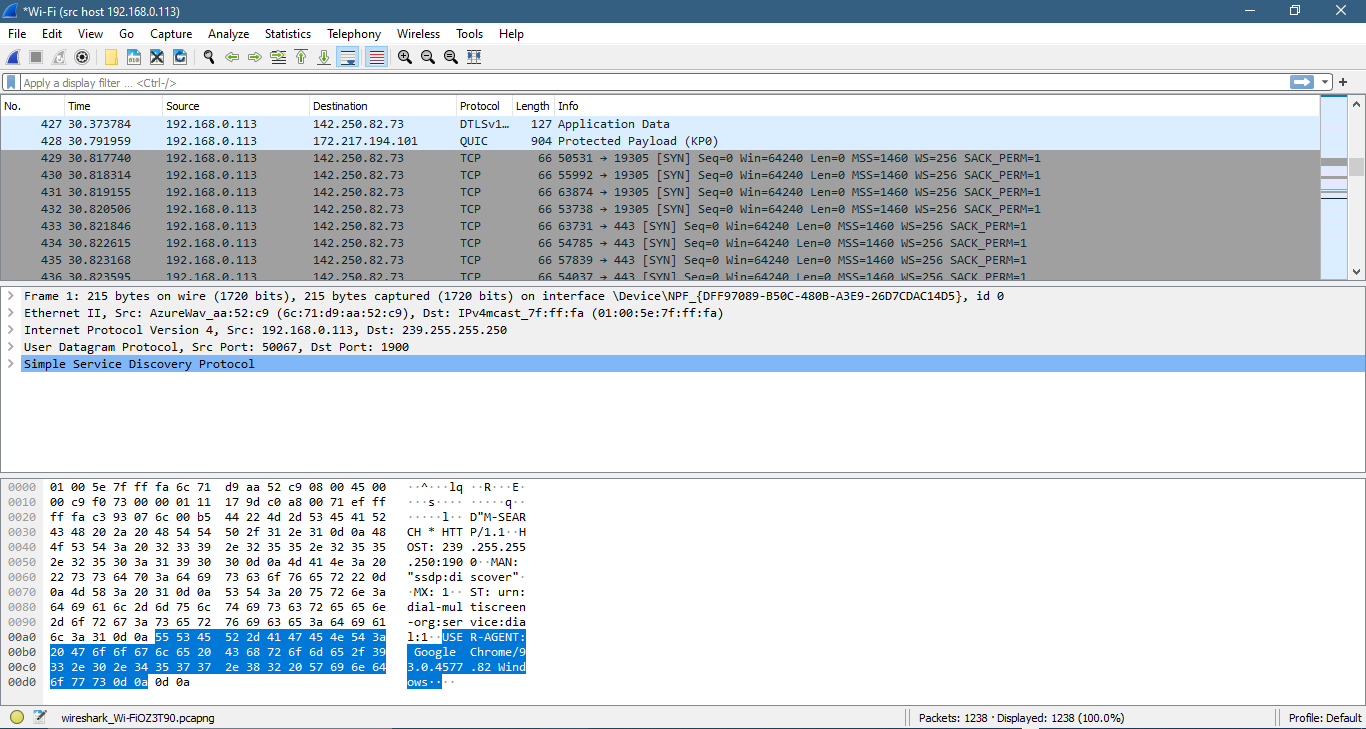 *Wi-Fi (src host 192.168.0.113)
File Edit View Go Capture Analyze Statistics Telephony Wireless Tools Help
Apply a display filter ... <Ctrl-/>
No. Time Source Destination Protocol Length Info
427 30.373784 192.168.0.113 142.250.82.73 DTLSv1… 127 Application Data
428 30.791959 192.168.0.113 172.217.194.101 QUIC 904 Protected Payload (KP0)
429 30.817740 192.168.0.113 142.250.82.73 TCP 66 50531 → 19305 [SYN] Seq=0 Win=64240 Len=0 MSS=1460 WS=256 SACK_PERM=1
430 30.818314 192.168.0.113 142.250.82.73 TCP 66 55992 → 19305 [SYN] Seq=0 Win=64240 Len=0 MSS=1460 WS=256 SACK_PERM=1
431 30.819155 192.168.0.113 142.250.82.73 TCP 66 63874 → 19305 [SYN] Seq=0 Win=64240 Len=0 MSS=1460 WS=256 SACK_PERM=1
432 30.820506 192.168.0.113 142.250.82.73 TCP 66 53738 → 19305 [SYN] Seq=0 Win=64240 Len=0 MSS=1460 WS=256 SACK_PERM=1
433 30.821846 192.168.0.113 142.250.82.73 TCP 66 63731 → 443 [SYN] Seq=0 Win=64240 Len=0 MSS=1460 WS=256 SACK_PERM=1
434 30.822615 192.168.0.113 142.250.82.73 TCP 66 54785 → 443 [SYN] Seq=0 Win=64240 Len=0 MSS=1460 WS=256 SACK_PERM=1
435 30.823168 192.168.0.113 142.250.82.73 TCP 66 57839 → 443 [SYN] Seq=0 Win=64240 Len=0 MSS=1460 WS=256 SACK_PERM=1
436 30.823595 192.168.0.113 142.250.82.73 TCP 66 54037 → 443 [SYN] Seq=0 Win=64240 Len=0 MSS=1460 WS=256 SACK_PERM=1
Frame 1: 215 bytes on wire (1720 bits), 215 bytes captured (1720 bits) on interface \Device\NPF_{DFF97089-B50C-480B-A3E9-26D7CDAC14D5}, id 0
Ethernet II, Src: AzureWav_aa:52:c9 (6c:71:d9:aa:52:c9), Dst: IPv4mcast_7f:ff:fa (01:00:5e:7f:ff:fa)
Internet Protocol Version 4, Src: 192.168.0.113, Dst: 239.255.255.250
User Datagram Protocol, Src Port: 50067, Dst Port: 1900
Simple Service Discovery Protocol
0000 01 00 5e 7f ff fa 6c 71 d9 aa 52 c9 08 00 45 00 ··^···lq ··R···E·
0010 00 c9 f0 73 00 00 01 11 17 9d c0 a8 00 71 ef ff ···s···· ·····q··
0020 ff fa c3 93 07 6c 00 b5 44 22 4d 2d 53 45 41 52 ·····l·· D"M-SEAR
0030 43 48 20 2a 20 48 54 54 50 2f 31 2e 31 0d 0a 48 CH * HTT P/1.1··H
0040 4f 53 54 3a 20 32 33 39 2e 32 35 35 2e 32 35 35 OST: 239 .255.255
0050 2e 32 35 30 3a 31 39 30 30 0d 0a 4d 41 4e 3a 20 .250:190 0··MAN:
0060 22 73 73 64 70 3a 64 69 73 63 6f 76 65 72 22 0d "ssdp:di scover"·
0070 0a 4d 58 3a 20 31 0d 0a 53 54 3a 20 75 72 6e 3a ·MX: 1·· ST: urn:
0080 64 69 61 6c 2d 6d 75 6c 74 69 73 63 72 65 65 6e dial-mul tiscreen
0090 2d 6f 72 67 3a 73 65 72 76 69 63 65 3a 64 69 61 -org:ser vice:dia
00a0 6c 3a 31 0d 0a 55 53 45 52 2d 41 47 45 4e 54 3a l:1··USE R-AGENT:
00b0 20 47 6f 6f 67 6c 65 20 43 68 72 6f 6d 65 2f 39 Google Chrome/9
00c0 33 2e 30 2e 34 35 37 37 2e 38 32 20 57 69 6e 64 3.0.4577 .82 Wind
00d0 6f 77 73 0d 0a 0d 0a ows····
wireshark_Wi-FiOZ3T90.pcapng Packets: 1238 · Displayed: 1238 (100.0%) Profile: Default